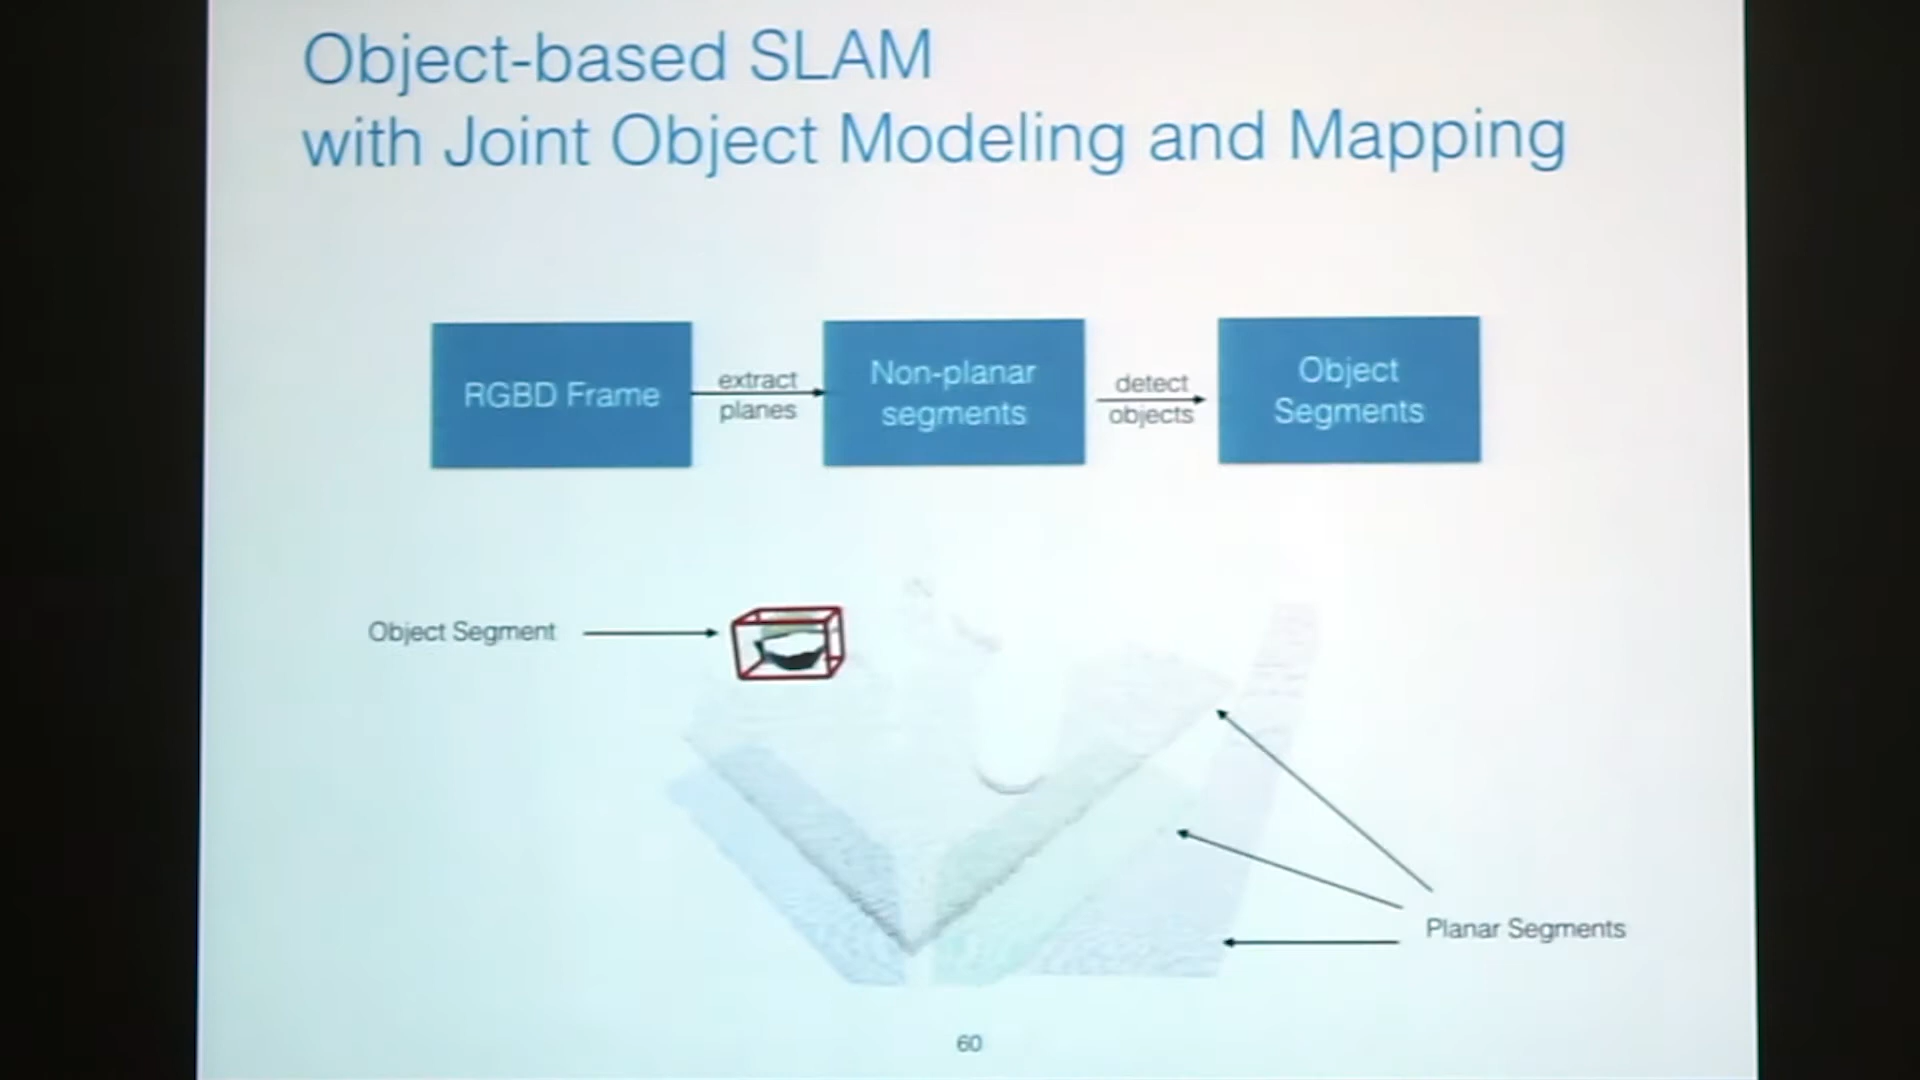 Object-based SLAM
with Joint Object Modeling and Mapping
RGBD Frame
extract
planes
Non-planar
segments
detect
objects
Object
Segments
Object Segment
Planar Segments
60